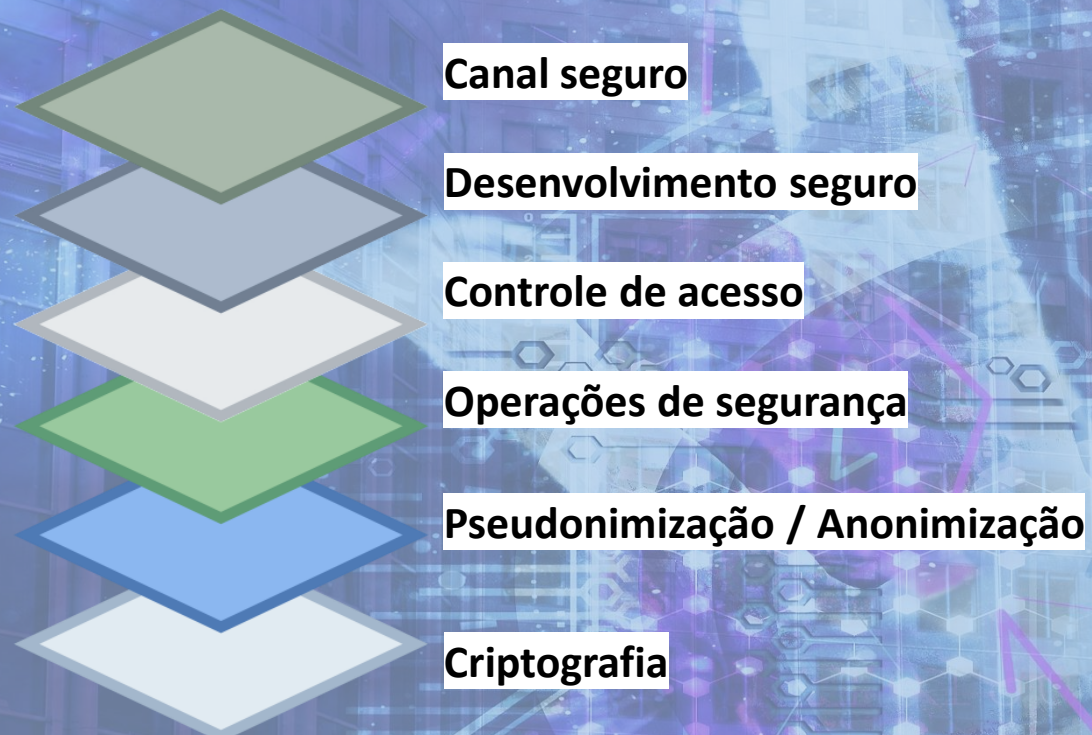 Canal seguro
Desenvolvimento seguro
Controle de acesso
Operações de segurança
Pseudonimização / Anonimização
Criptografia